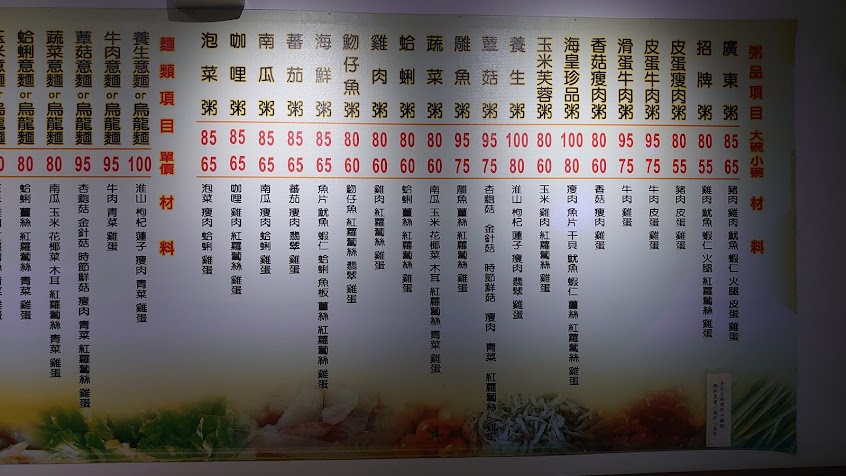 粥品項目 大碗小碗 材料
廣東粥 85 65 豬肉 雞肉 魷魚 蝦仁 火腿 皮蛋 雞蛋
招牌粥 80 55 雞肉 魷魚 蝦仁 火腿 紅蘿蔔絲 雞蛋
皮蛋瘦肉粥 80 55 豬肉 皮蛋 雞蛋
皮蛋牛肉粥 95 75 牛肉 皮蛋 雞蛋
滑蛋牛肉粥 95 75 牛肉 雞蛋
香菇瘦肉粥 80 60 香菇 瘦肉 雞蛋
海皇珍品粥 100 80 瘦肉 魚片 干貝 魷魚 蝦仁 薑絲 紅蘿蔔絲 雞蛋
玉米芙蓉粥 80 60 玉米 雞肉 紅蘿蔔絲 雞蛋
養生粥 100 80 淮山 枸杞 蓮子 瘦肉 翡翠 雞蛋
蕈菇粥 95 75 杏鮑菇 金針菇 時節鮮菇 瘦肉 青菜 紅蘿蔔絲 雞蛋
雕魚粥 95 75 雕魚 薑絲 紅蘿蔔絲 雞蛋
蔬菜粥 80 60 南瓜 玉米 花椰菜 木耳 紅蘿蔔絲 青菜 雞蛋
蛤蜊粥 80 60 蛤蜊 薑絲 紅蘿蔔絲 雞蛋
雞肉粥 80 60 雞肉 紅蘿蔔絲 雞蛋
魩仔魚粥 80 60 魩仔魚 紅蘿蔔絲 翡翠 雞蛋
海鮮粥 85 65 魚片 魷魚 蝦仁 蛤蜊 魚板 薑絲 紅蘿蔔絲 雞蛋
蕃茄粥 85 65 蕃茄 瘦肉 翡翠 雞蛋
南瓜粥 85 65 南瓜 瘦肉 蛤蜊 雞蛋
咖哩粥 85 65 咖哩 雞肉 紅蘿蔔絲 雞蛋
泡菜粥 85 65 泡菜 瘦肉 蛤蜊 雞蛋
麵類項目 單價 材料
養生意麵or烏龍麵 100 淮山 枸杞 蓮子 瘦肉 青菜 雞蛋
牛肉意麵or烏龍麵 95 牛肉 青菜 雞蛋
蕈菇意麵or烏龍麵 95 杏鮑菇 金針菇 時節鮮菇 瘦肉 青菜 紅蘿蔔絲 雞蛋
蔬菜意麵or烏龍麵 80 南瓜 玉米 花椰菜 木耳 紅蘿蔔絲 青菜 雞蛋
蛤蜊意麵or烏龍麵 80 蛤蜊 薑絲 紅蘿蔔絲 青菜 雞蛋